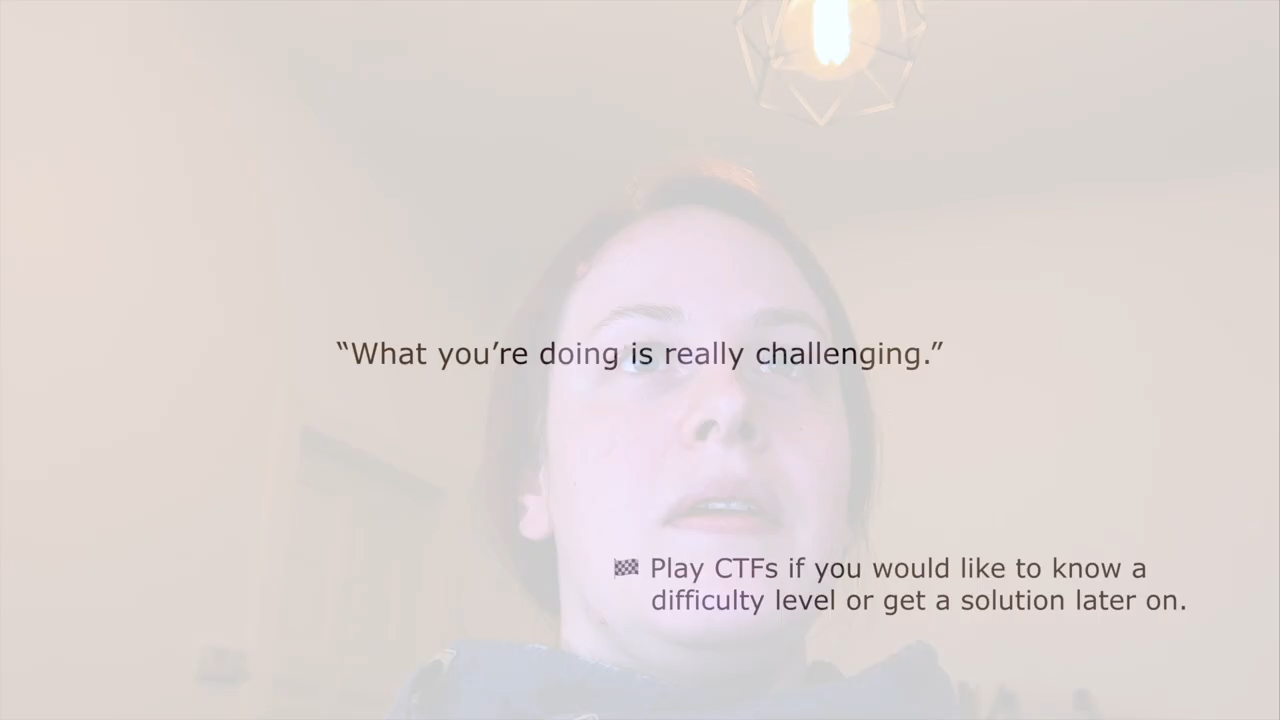 “What you’re doing is really challenging.”
🏁 Play CTFs if you would like to know a
difficulty level or get a solution later on.